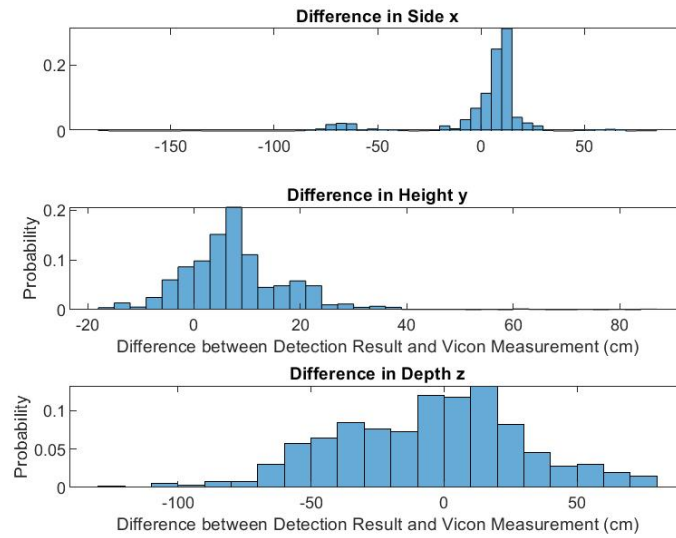 Difference in Side x
0.2
0
-150 -100 -50 0 50
Difference in Height y
0.2
0.1
0
Probability
-20 0 20 40 60 80
Difference between Detection Result and Vicon Measurement (cm)
Difference in Depth z
0.1
0.05
0
Probability
-100 -50 0 50
Difference between Detection Result and Vicon Measurement (cm)